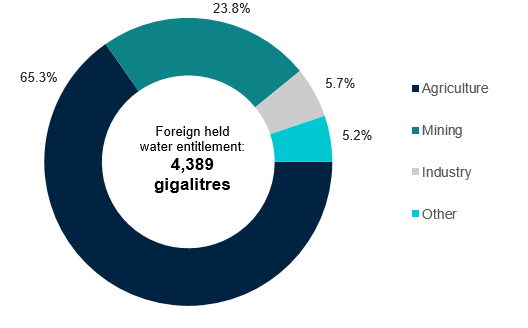 23.8%
65.3%
5.7%
5.2%
Foreign held
water entitlement:
4,389
gigalitres
Agriculture
Mining
Industry
Other